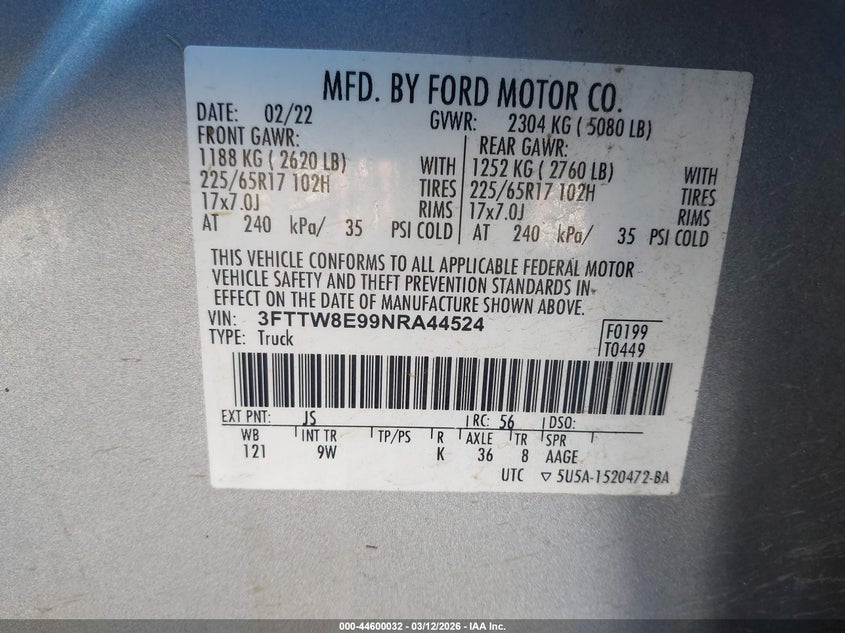 MFD. BY FORD MOTOR CO.
DATE: 02/22 GVWR: 2304 KG ( 5080 LB)
FRONT GAWR: REAR GAWR:
1188 KG ( 2620 LB) WITH 1252 KG ( 2760 LB) WITH
225/65R17 102H TIRES 225/65R17 102H TIRES
17x7.0J RIMS 17x7.0J RIMS
AT 240 kPa/ 35 PSI COLD AT 240 kPa/ 35 PSI COLD
THIS VEHICLE CONFORMS TO ALL APPLICABLE FEDERAL MOTOR
VEHICLE SAFETY AND THEFT PREVENTION STANDARDS IN
EFFECT ON THE DATE OF MANUFACTURE SHOWN ABOVE.
VIN: 3FTTW8E99NRA44524 F0199
TYPE: Truck T0449
EXT PNT: JS RC: 56 DSO:
WB INT TR TP/PS R AXLE TR SPR
121 9W K 36 8 AAGE
UTC ▽ 5U5A-1520472-BA
000-44600032 - 03/12/2026 - IAA Inc.